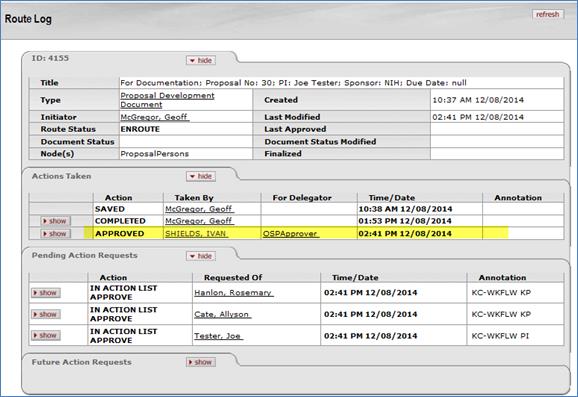 Route Log
refresh
ID: 4155
hide
Title For Documentation; Proposal No: 30; PI: Joe Tester; Sponsor: NIH; Due Date: null
Type Proposal Development Document Created 10:37 AM 12/08/2014
Initiator McGregor, Geoff Last Modified 02:41 PM 12/08/2014
Route Status ENROUTE Last Approved
Document Status Document Status Modified
Node(s) ProposalPersons Finalized
Actions Taken
hide
Action Taken By For Delegator Time/Date Annotation
SAVED McGregor, Geoff 10:38 AM 12/08/2014
show COMPLETED McGregor, Geoff 01:53 PM 12/08/2014
show APPROVED SHIELDS, IVAN OSPApprover 02:41 PM 12/08/2014
Pending Action Requests
hide
Action Requested Of Time/Date Annotation
show IN ACTION LIST APPROVE Hanlon, Rosemary 02:41 PM 12/08/2014 KC-WKFLW KP
show IN ACTION LIST APPROVE Cate, Allyson 02:41 PM 12/08/2014 KC-WKFLW KP
show IN ACTION LIST APPROVE Tester, Joe 02:41 PM 12/08/2014 KC-WKFLW PI
Future Action Requests
show